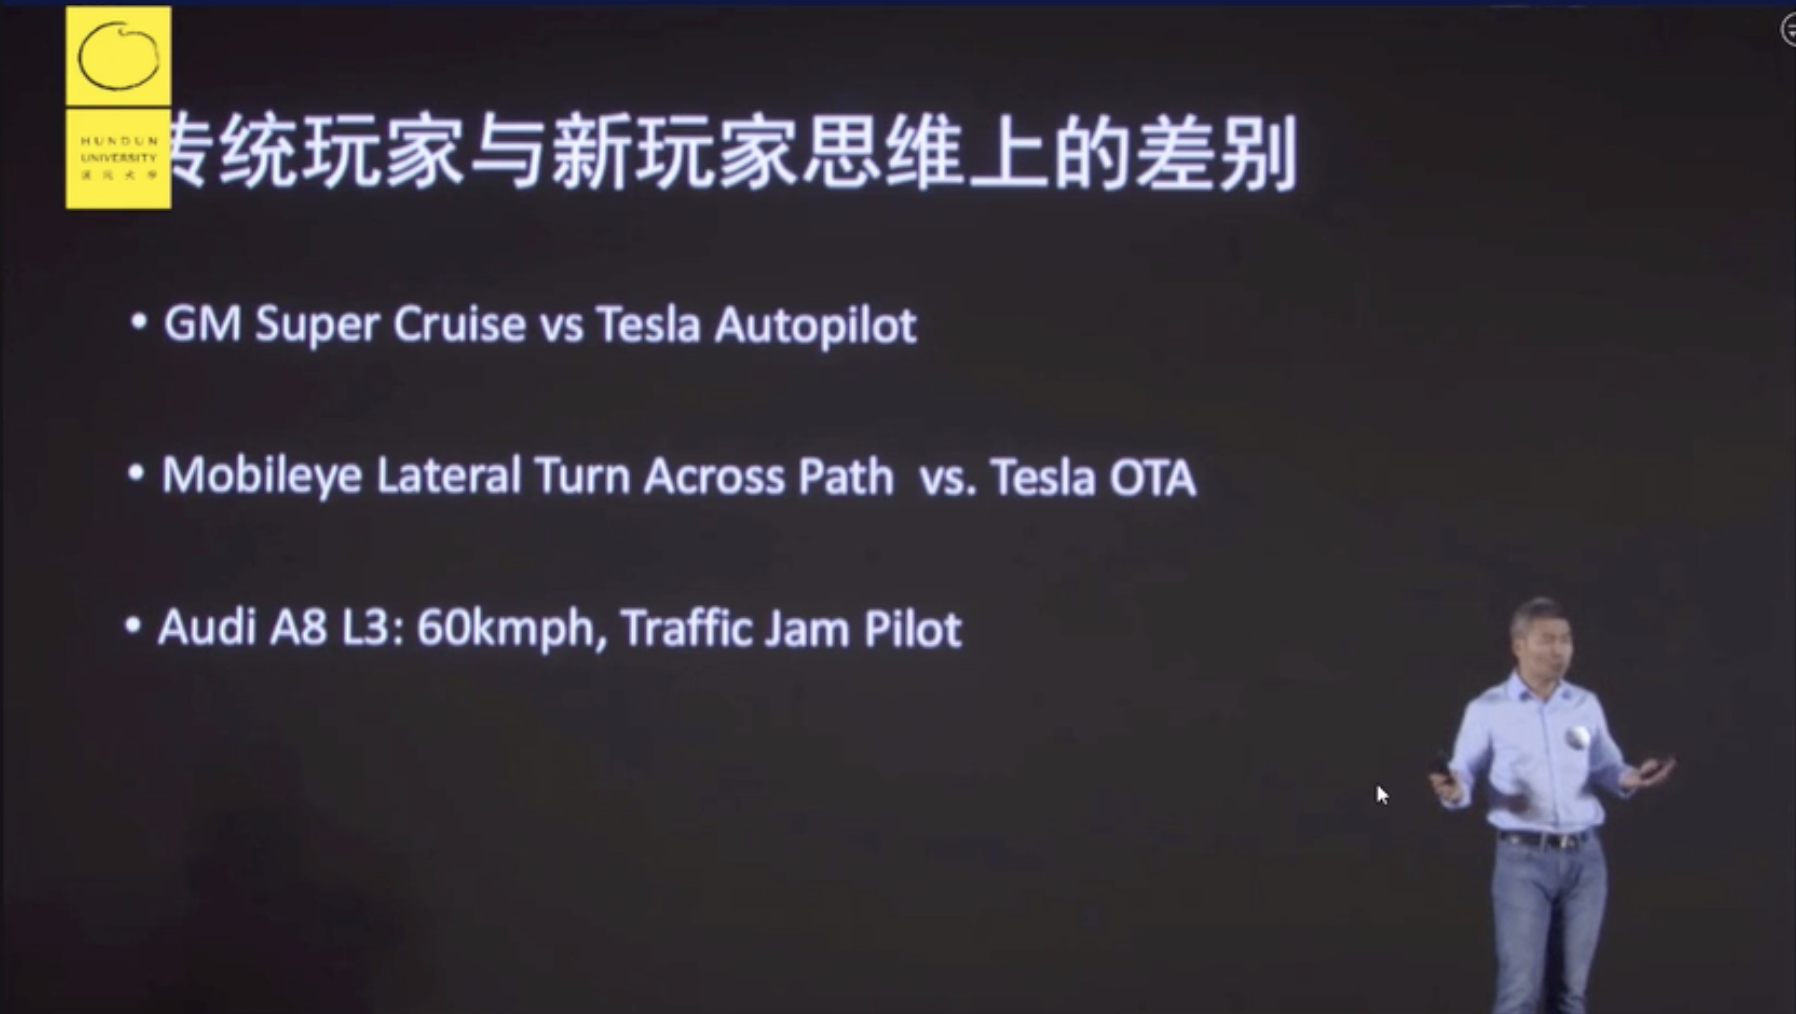 HUNDUN
UNIVERSITY
混沌大学
传统玩家与新玩家思维上的差别
• GM Super Cruise vs Tesla Autopilot
• Mobileye Lateral Turn Across Path vs. Tesla OTA
• Audi A8 L3: 60kmph, Traffic Jam Pilot